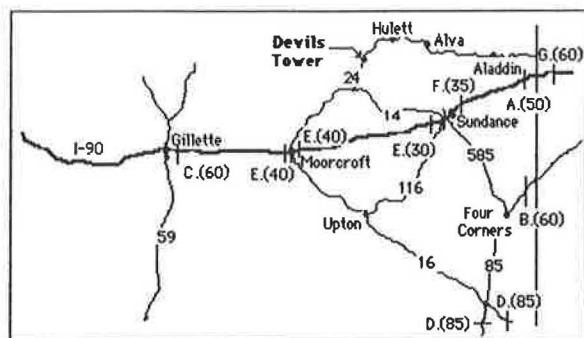 Hulett
Alva
Devils
Tower
Aladdin
G.(60)
24
F.(35)
A.(50)
14
Sundance
I-90
Gillette
E.(40)
Moorcroft
E.(30)
C.(60)
E.(40)
585
116
Four
Corners
B.(60)
Upton
59
16
85
D.(85)
D.(85)